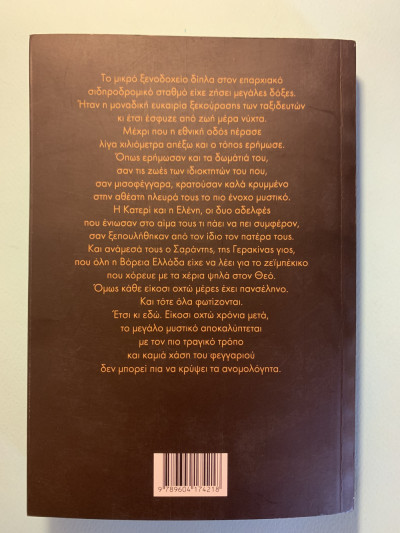 Το μικρό ξενοδοχείο δίπλα στον επαρχιακό
σιδηροδρομικό σταθμό είχε ζήσει μεγάλες δόξες.
Ήταν η μοναδική ευκαιρία ξεκούρασης των ταξιδευτών
κι έτσι έσφυζε από ζωή μέρα νύχτα.
Μέχρι που η εθνική οδός πέρασε
λίγα χιλιόμετρα απέξω και ο τόπος ερήμωσε.
Όπως ερήμωσαν και τα δωμάτιά του,
σαν τις ζωές των ιδιοκτητών του που,
σαν μισοφέγγαρα, κρατούσαν καλά κρυμμένο
στην αθέατη πλευρά τους το πιο ένοχο μυστικό.
Η Κατερί και η Ελένη, οι δυο αδελφές
που ένιωσαν στο αίμα τους τι πάει να πει συμφέρον,
σαν ξεπουλήθηκαν από τον ίδιο τον πατέρα τους.
Και ανάμεσά τους ο Σαράντης, της Γερακίνας γιος,
που όλη η Βόρεια Ελλάδα είχε να λέει για το ζεϊμπέκικο
που χόρευε με τα χέρια ψηλά στον Θεό.
Όμως κάθε είκοσι οχτώ μέρες έχει πανσέληνο.
Και τότε όλα φωτίζονται.
Έτσι κι εδώ. Είκοσι οχτώ χρόνια μετά,
το μεγάλο μυστικό αποκαλύπτεται
με τον πιο τραγικό τρόπο
και καμιά χάση του φεγγαριού
δεν μπορεί πια να κρύψει τα ανομολόγητα.
9 789604 174218